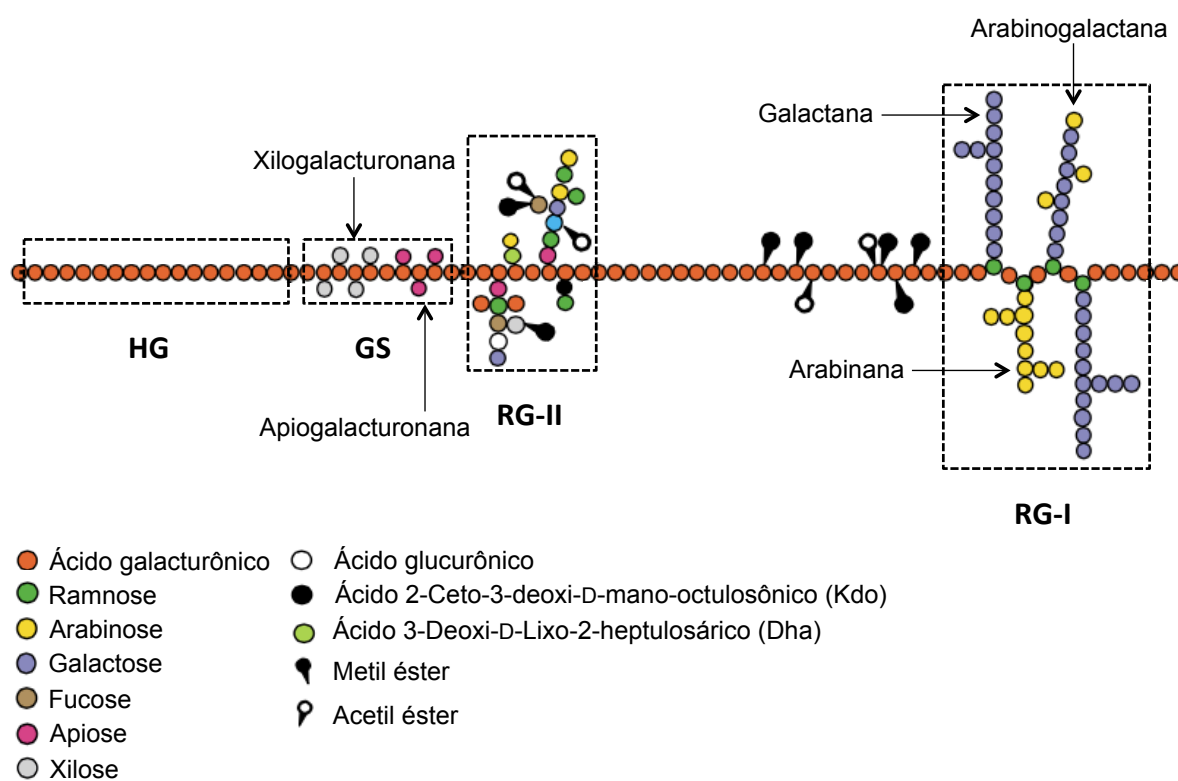 Arabinogalactana
Galactana
Xilogalacturonana
HG
GS
RG-II
Apiogalacturonana
Arabinana
RG-I
Ácido galacturônico
Ramnose
Arabinose
Galactose
Fucose
Apiose
Xilose
Ácido glucurônico
Ácido 2-Ceto-3-deoxi-D-mano-octulosônico (Kdo)
Ácido 3-Deoxi-D-Lixo-2-heptulosárico (Dha)
Metil éster
Acetil éster